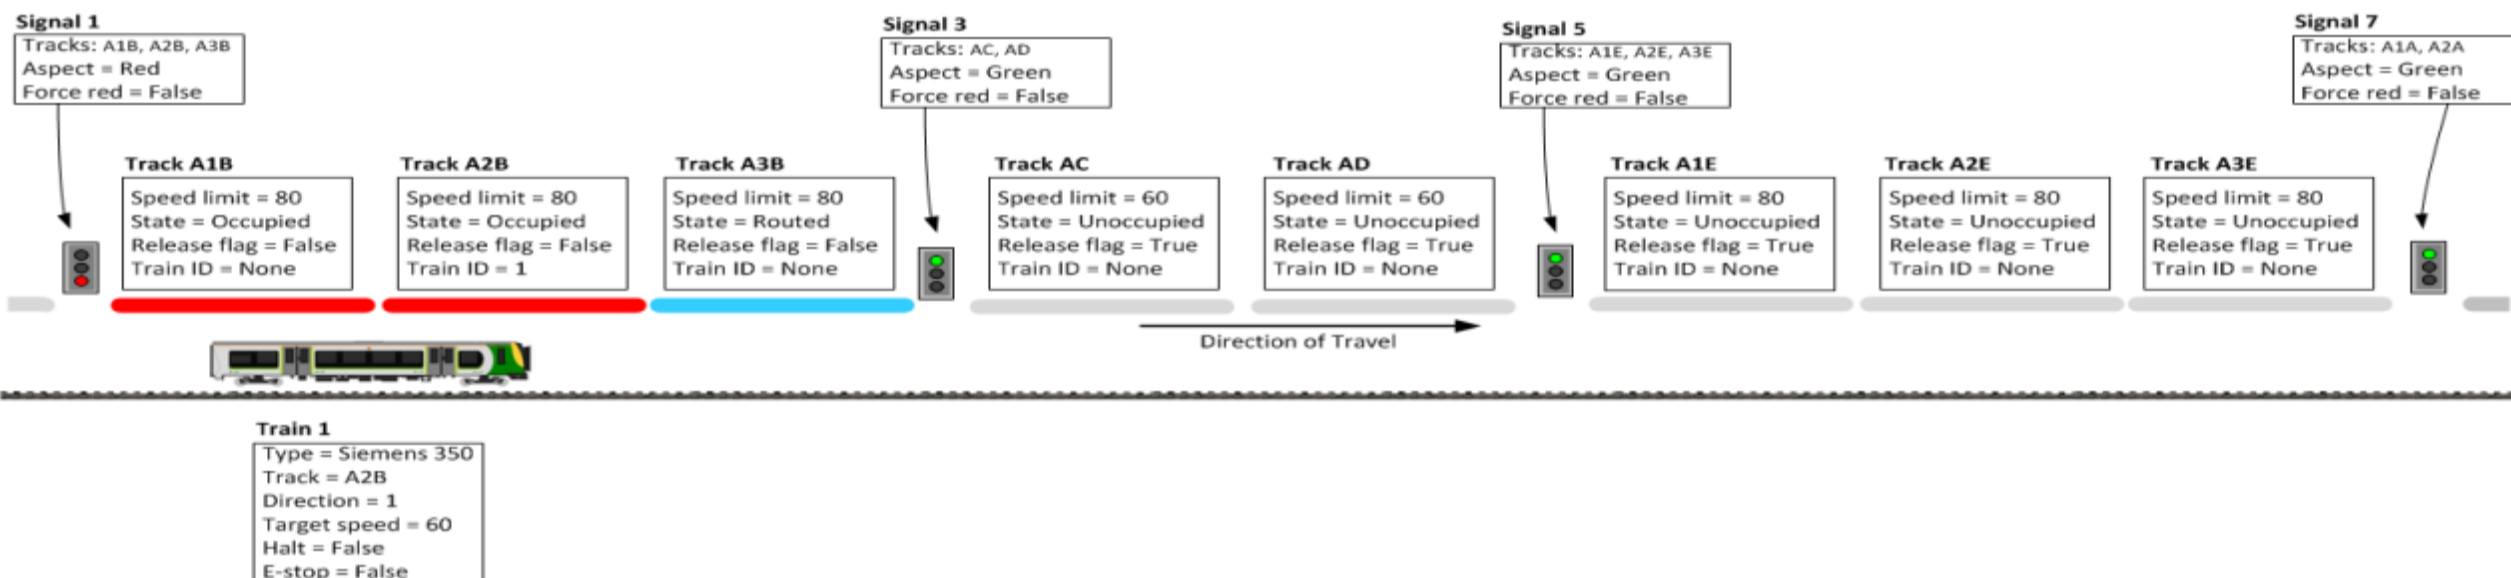 Signal 1
Tracks: A1B, A2B, A3B
Aspect = Red
Force red = False
Signal 3
Tracks: AC, AD
Aspect = Green
Force red = False
Signal 5
Tracks: A1E, A2E, A3E
Aspect = Green
Force red = False
Signal 7
Tracks: A1A, A2A
Aspect = Green
Force red = False
Track A1B
Speed limit = 80
State = Occupied
Release flag = False
Train ID = None
Track A2B
Speed limit = 80
State = Occupied
Release flag = False
Train ID = 1
Track A3B
Speed limit = 80
State = Routed
Release flag = False
Train ID = None
Track AC
Speed limit = 60
State = Unoccupied
Release flag = True
Train ID = None
Track AD
Speed limit = 60
State = Unoccupied
Release flag = True
Train ID = None
Track A1E
Speed limit = 80
State = Unoccupied
Release flag = True
Train ID = None
Track A2E
Speed limit = 80
State = Unoccupied
Release flag = True
Train ID = None
Track A3E
Speed limit = 80
State = Unoccupied
Release flag = True
Train ID = None
Direction of Travel
Train 1
Type = Siemens 350
Track = A2B
Direction = 1
Target speed = 60
Halt = False
E-stop = False